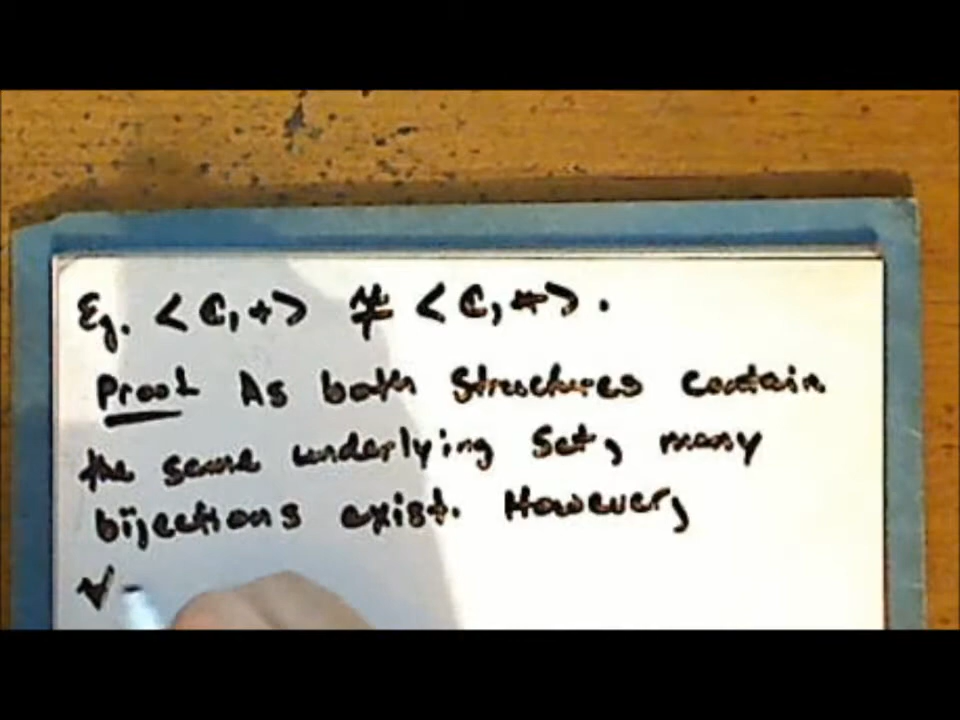 Eg. <ℂ, +> ≄ <ℂ, *>.
Proof As both structures contain
the same underlying set, many
bijections exist. However,
∀